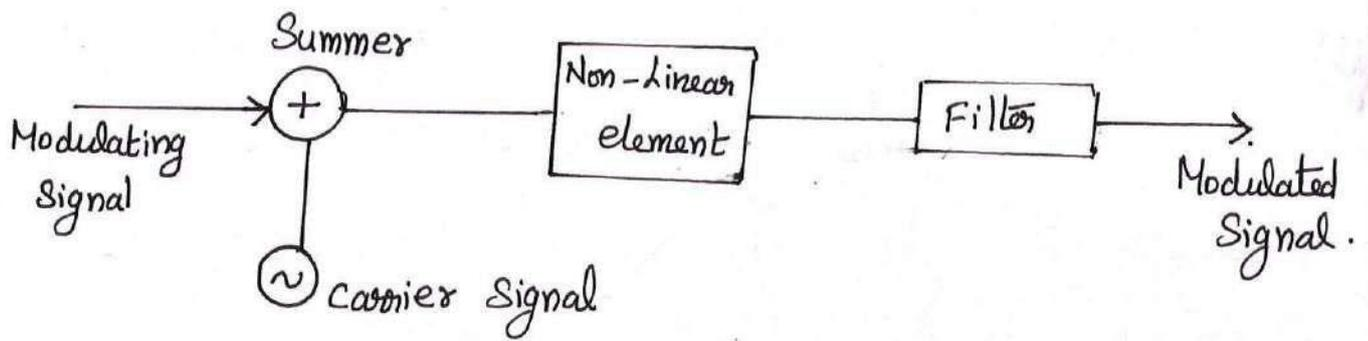 Summer
+
Non-Linear
element
Filter
Modulating
Signal
~
Carrier Signal
Modulated
Signal.